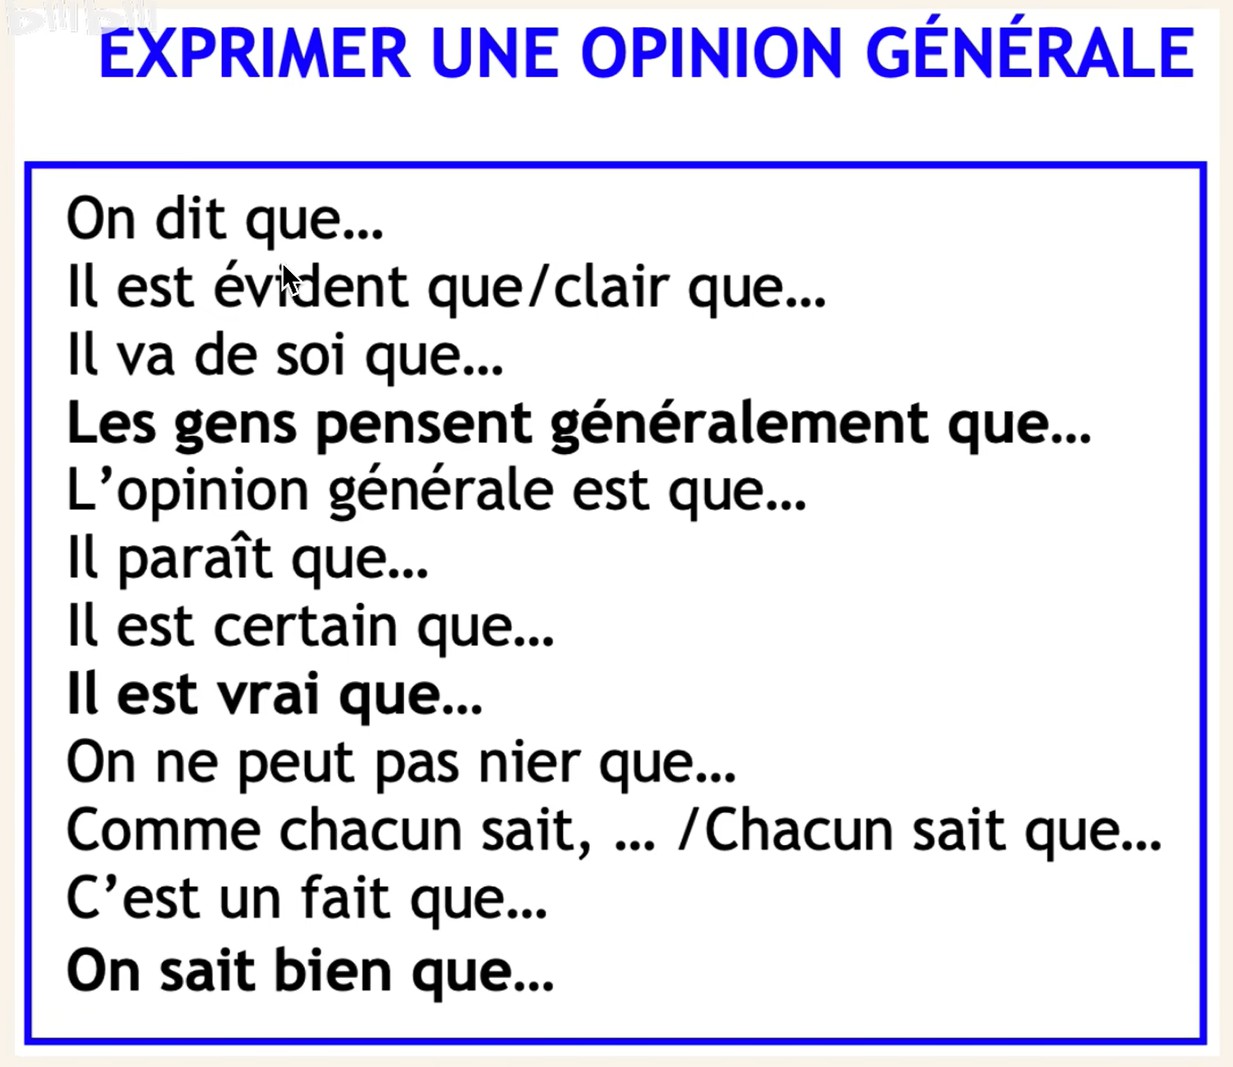 EXPRIMER UNE OPINION GÉNÉRALE
On dit que…
Il est évident que/clair que…
Il va de soi que…
Les gens pensent généralement que…
L’opinion générale est que…
Il paraît que…
Il est certain que…
Il est vrai que…
On ne peut pas nier que…
Comme chacun sait, … /Chacun sait que…
C’est un fait que…
On sait bien que…